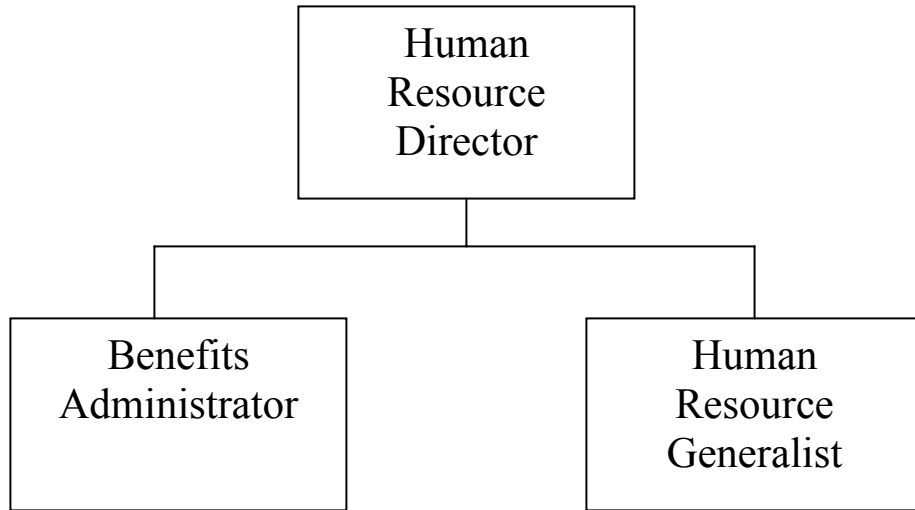 Human
Resource
Director
Benefits
Administrator
Human
Resource
Generalist